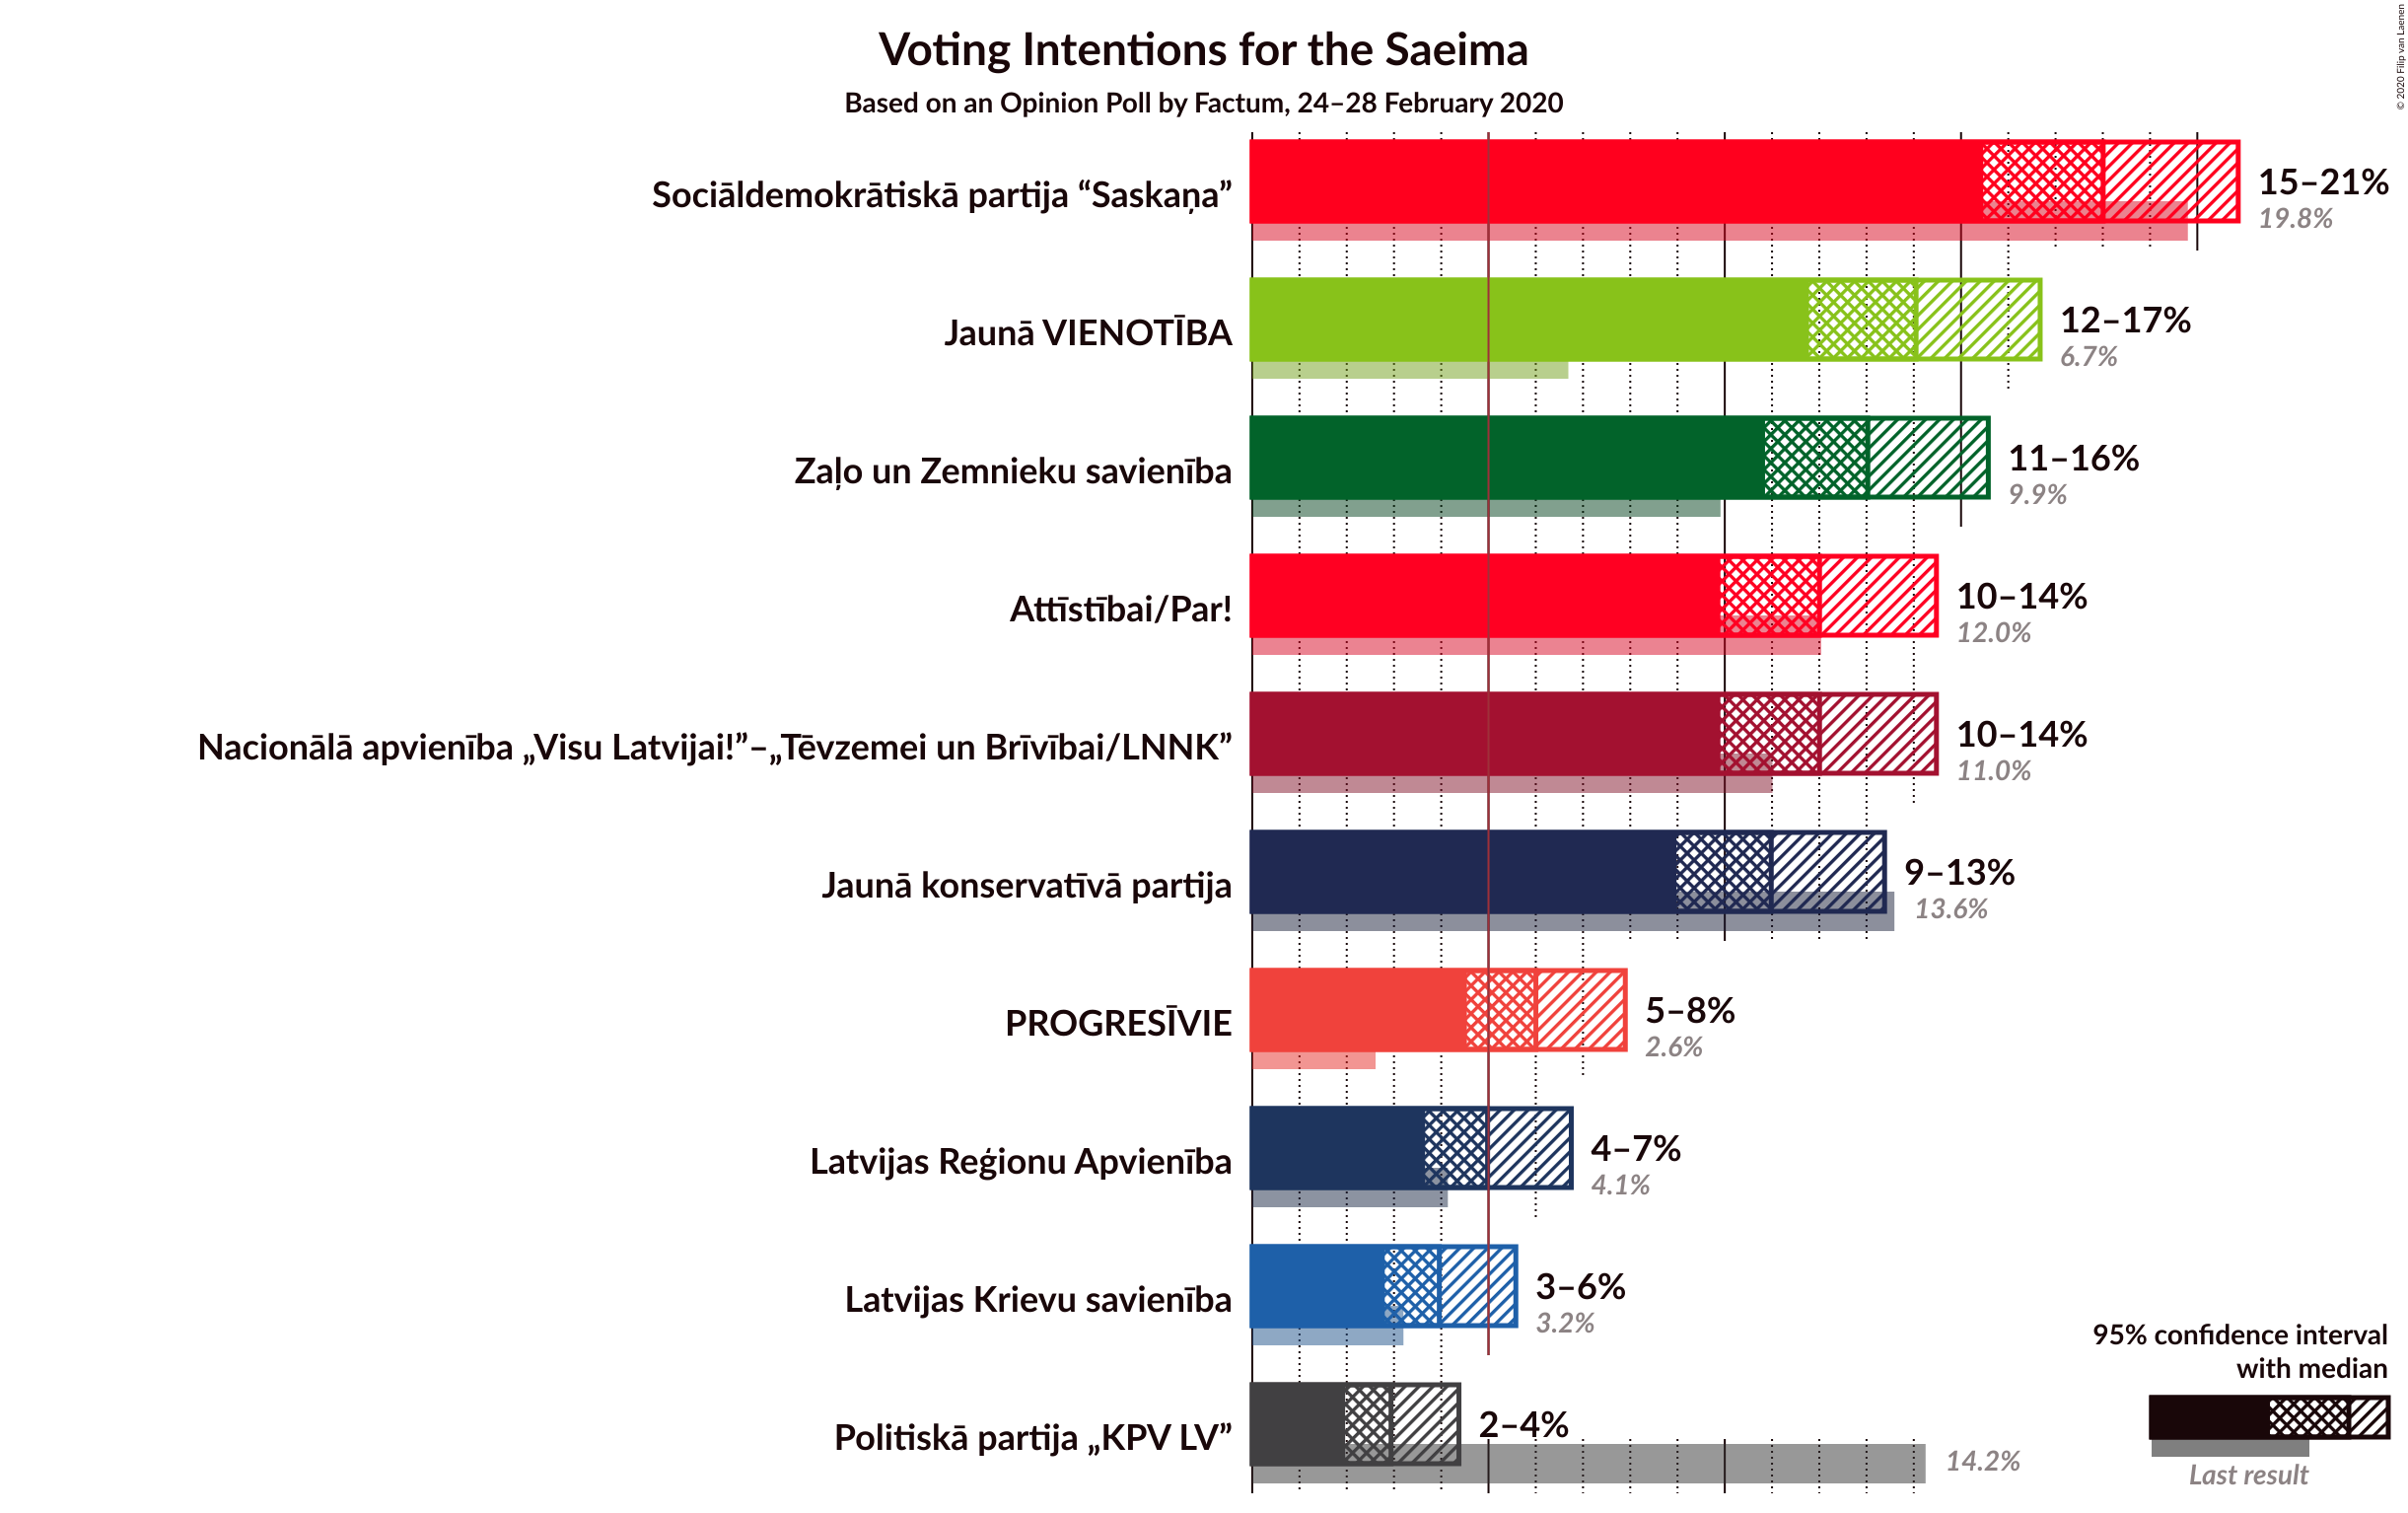 Voting Intentions for the Saeima
Based on an Opinion Poll by Factum, 24–28 February 2020
© 2020 Filip van Laenen
Sociāldemokrātiskā partija “Saskaņa”
15–21%
19.8%
Jaunā VIENOTĪBA
12–17%
6.7%
Zaļo un Zemnieku savienība
11–16%
9.9%
Attīstībai/Par!
10–14%
12.0%
Nacionālā apvienība „Visu Latvijai!”–„Tēvzemei un Brīvībai/LNNK”
10–14%
11.0%
Jaunā konservatīvā partija
9–13%
13.6%
PROGRESĪVIE
5–8%
2.6%
Latvijas Reģionu Apvienība
4–7%
4.1%
Latvijas Krievu savienība
3–6%
3.2%
Politiskā partija „KPV LV”
2–4%
14.2%
95% confidence interval
with median
Last result